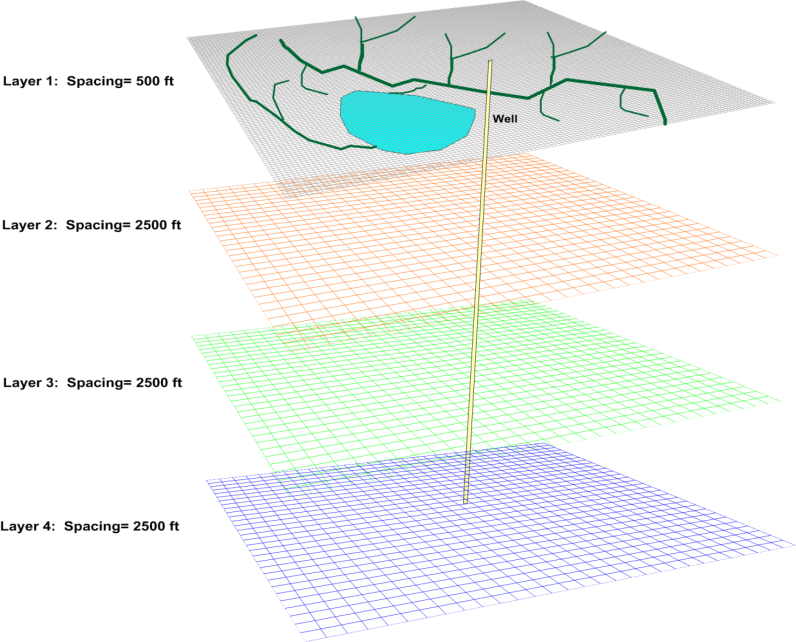 Layer 1:  Spacing= 500 ft
Well
Layer 2:  Spacing= 2500 ft
Layer 3:  Spacing= 2500 ft
Layer 4:  Spacing= 2500 ft